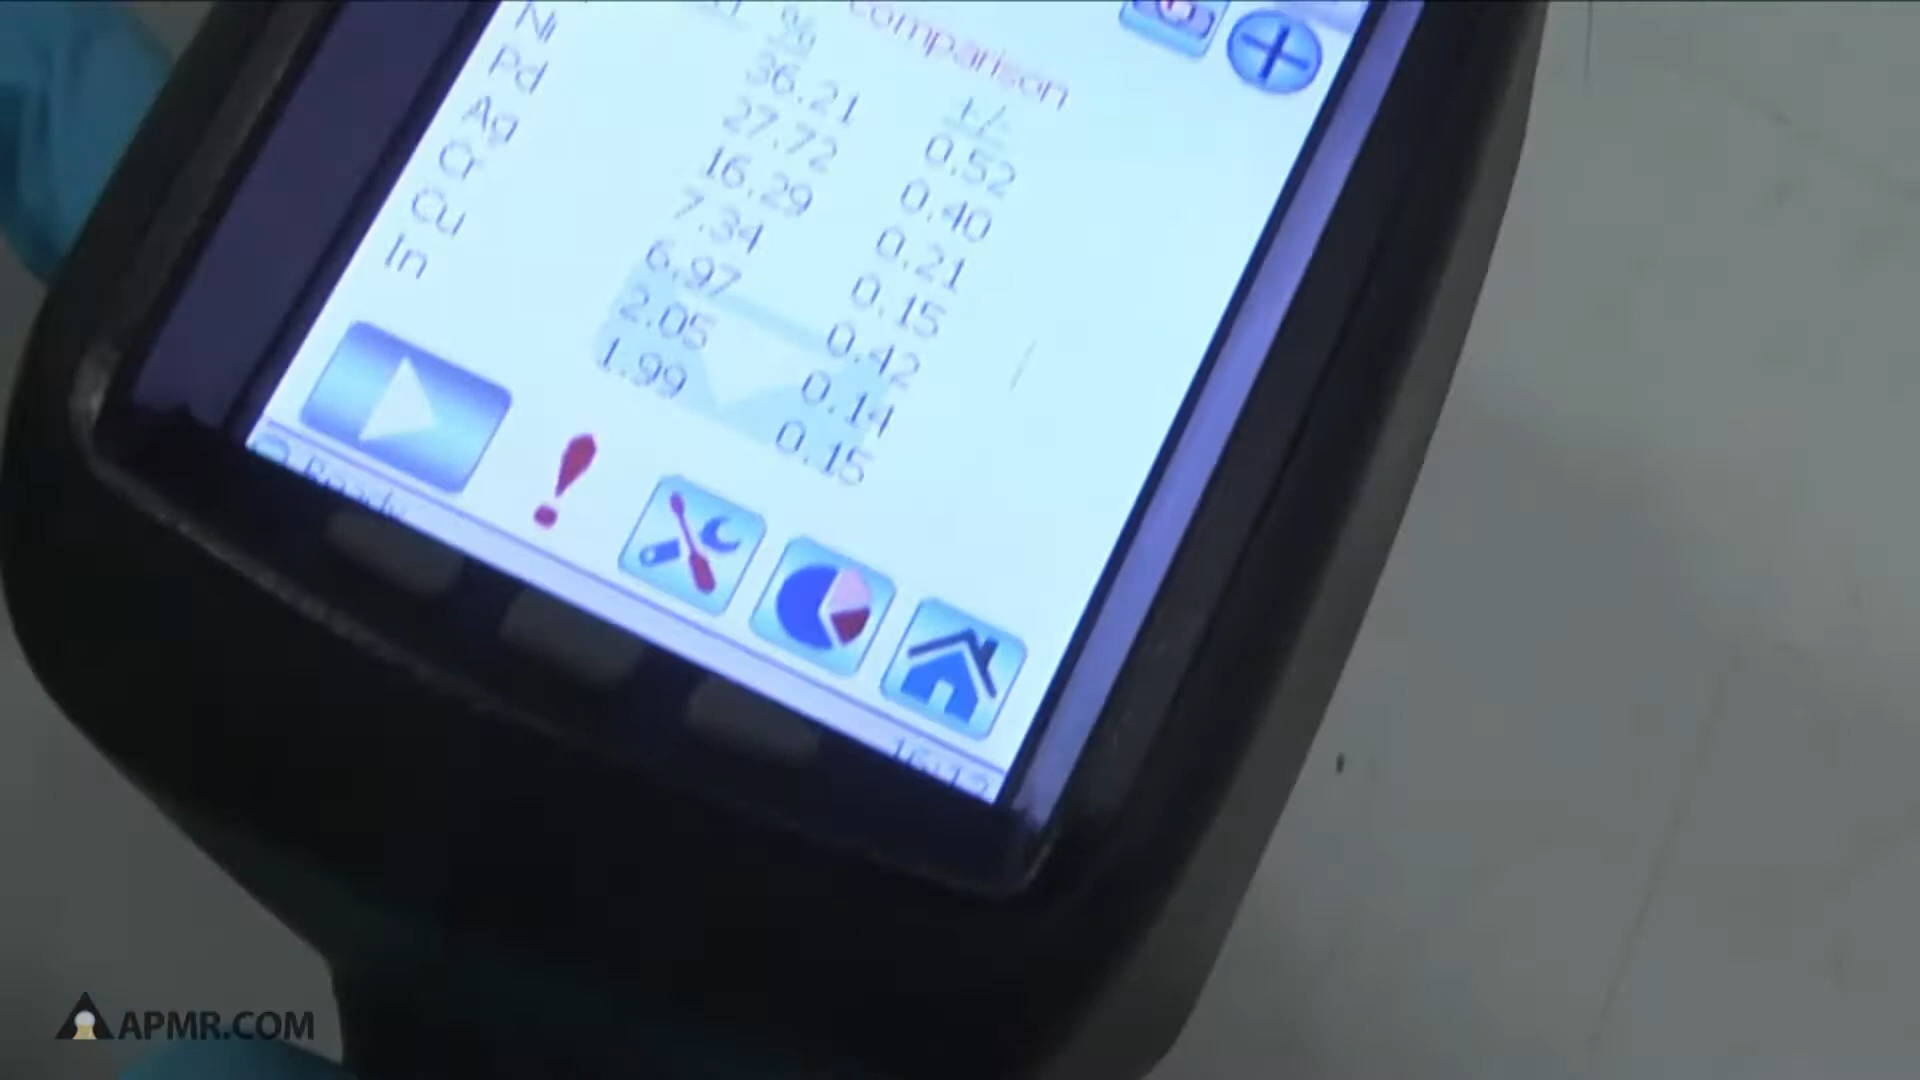 comparison
% +/-
36.21 0.52
Ni 27.72 0.40
Pd 16.29 0.21
Ag 7.34 0.15
Cr 6.97 0.42
Cu 2.05 0.14
In 1.99 0.15
Ready
APMR.COM